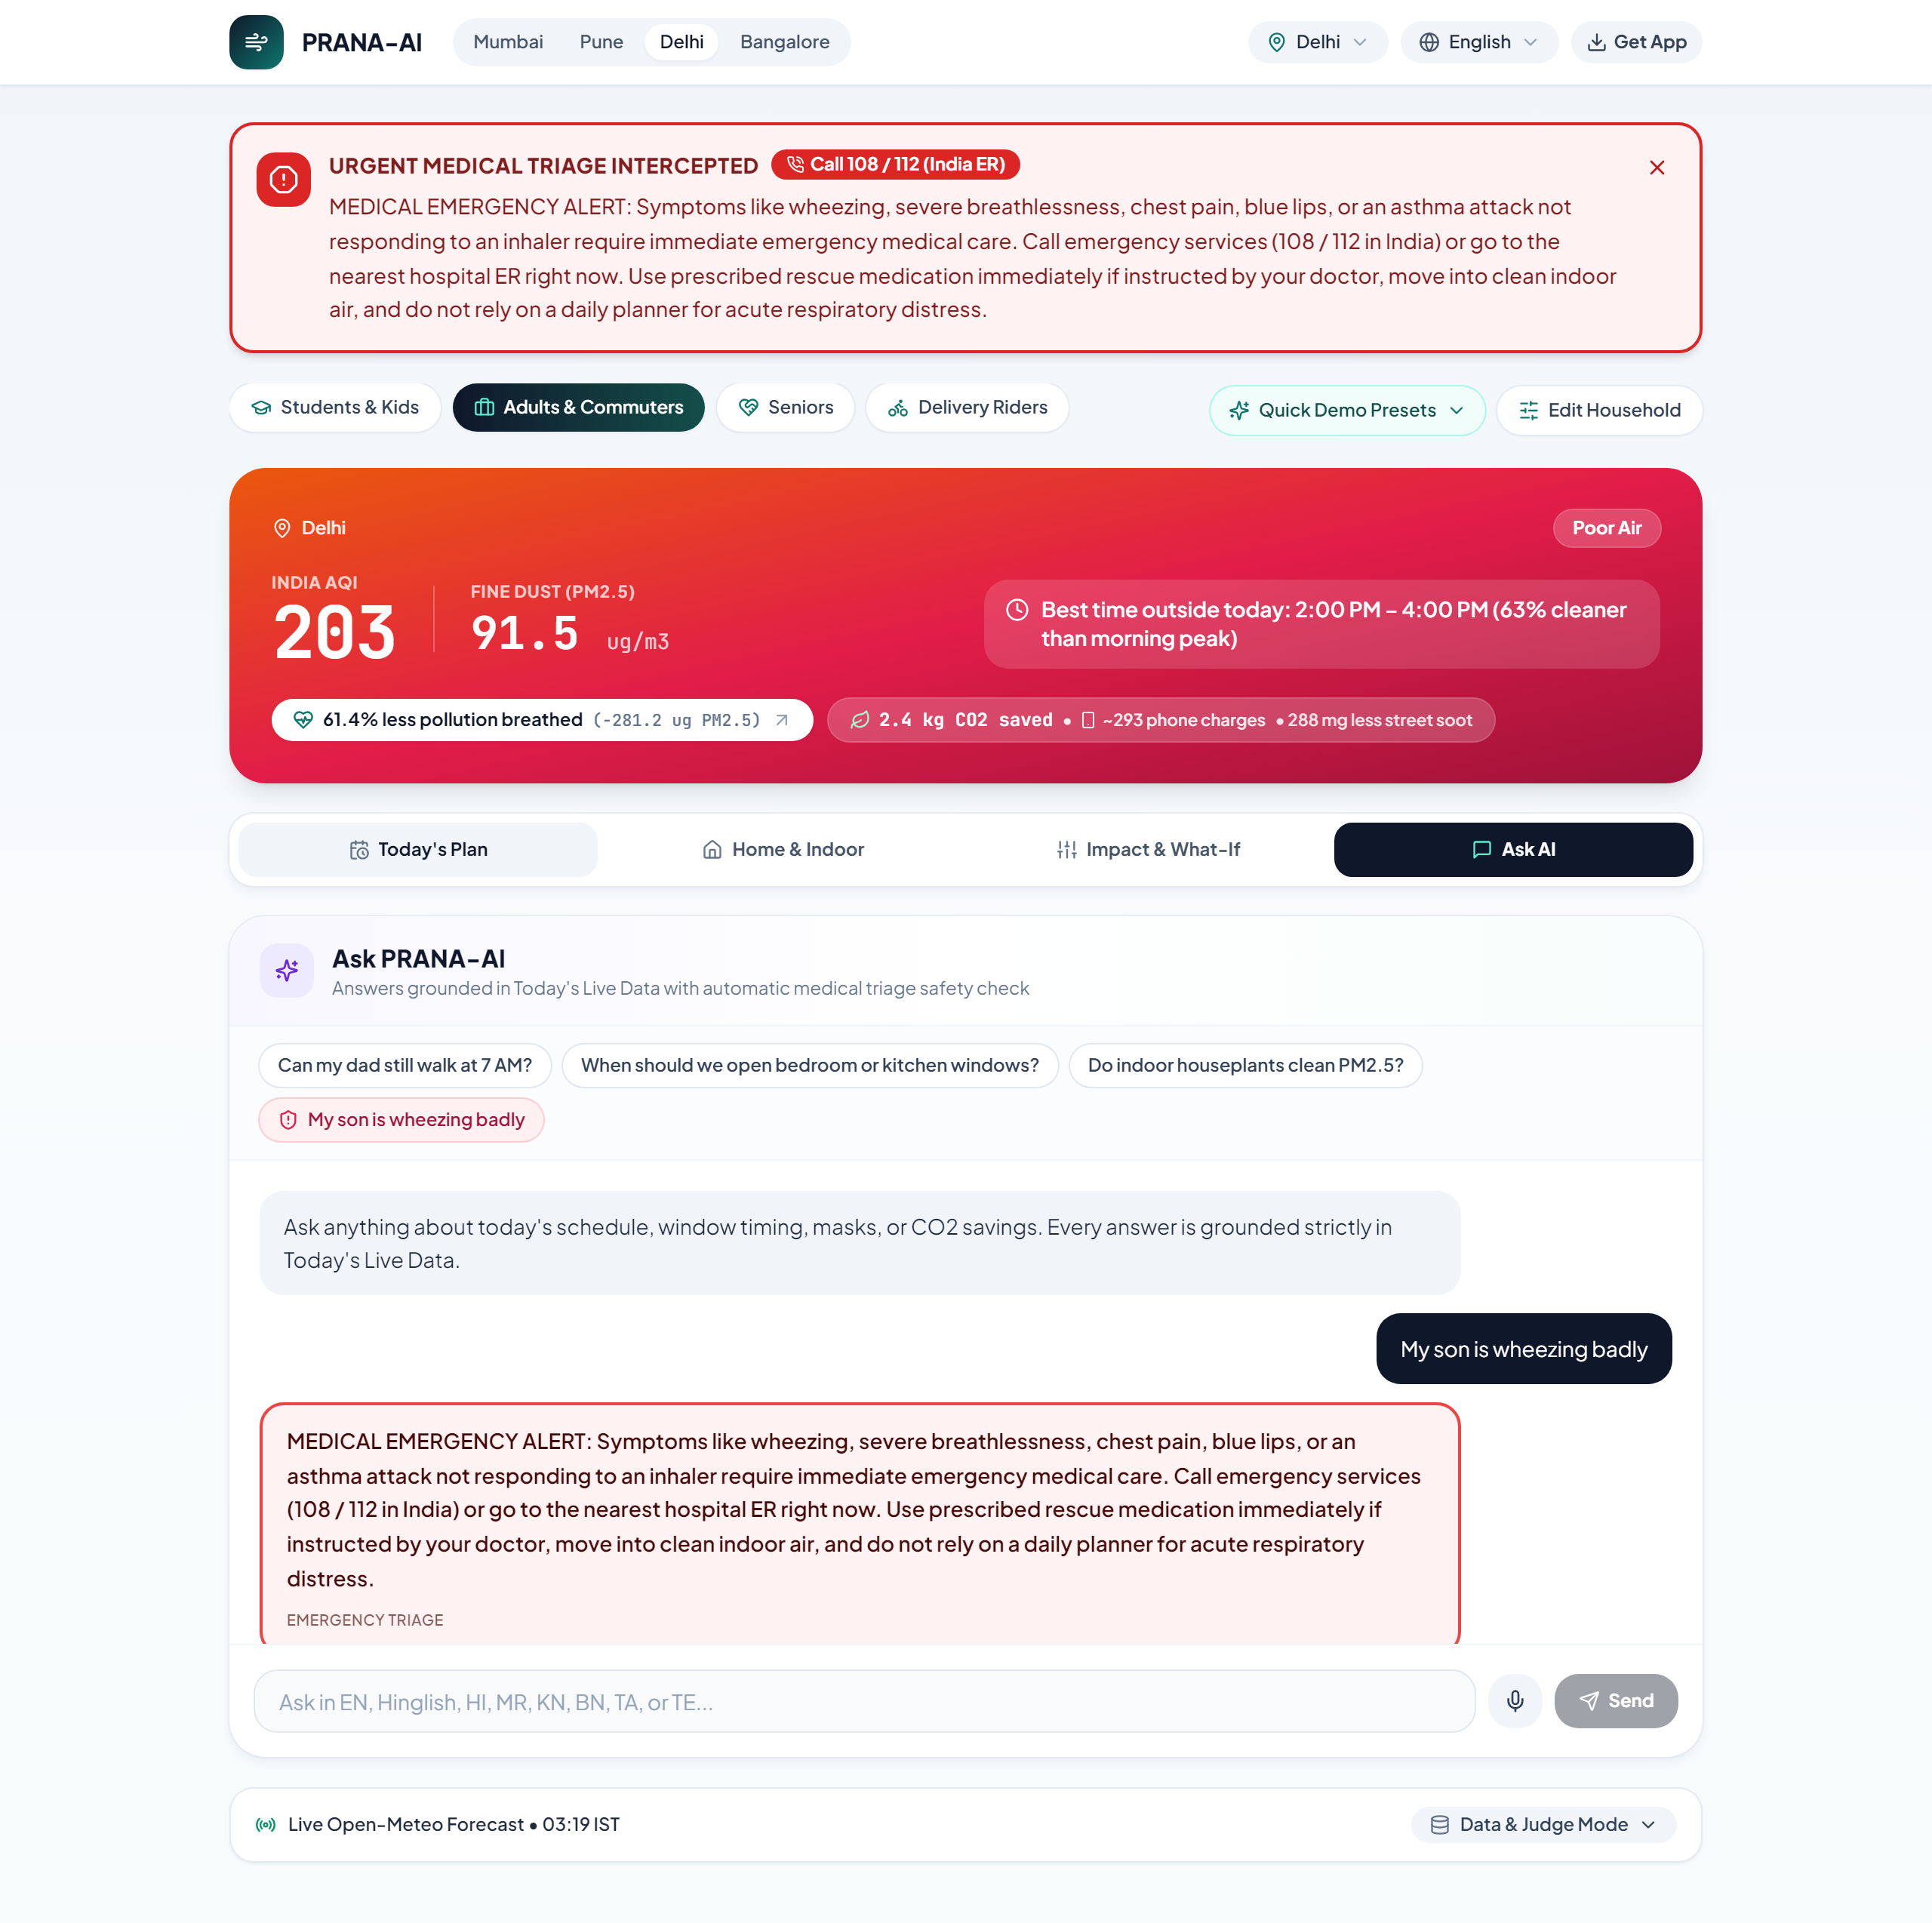 PRANA-AI
Mumbai Pune Delhi Bangalore
Delhi English Get App
URGENT MEDICAL TRIAGE INTERCEPTED Call 108 / 112 (India ER)
MEDICAL EMERGENCY ALERT: Symptoms like wheezing, severe breathlessness, chest pain, blue lips, or an asthma attack not
responding to an inhaler require immediate emergency medical care. Call emergency services (108 / 112 in India) or go to the
nearest hospital ER right now. Use prescribed rescue medication immediately if instructed by your doctor, move into clean indoor
air, and do not rely on a daily planner for acute respiratory distress.
Students & Kids Adults & Commuters Seniors Delivery Riders
Quick Demo Presets Edit Household
Delhi
Poor Air
INDIA AQI
203
FINE DUST (PM2.5)
91.5 ug/m3
Best time outside today: 2:00 PM – 4:00 PM (63% cleaner
than morning peak)
61.4% less pollution breathed (-281.2 ug PM2.5)
2.4 kg CO2 saved • ~293 phone charges • 288 mg less street soot
Today's Plan Home & Indoor Impact & What-If Ask AI
Ask PRANA-AI
Answers grounded in Today's Live Data with automatic medical triage safety check
Can my dad still walk at 7 AM? When should we open bedroom or kitchen windows? Do indoor houseplants clean PM2.5?
My son is wheezing badly
Ask anything about today's schedule, window timing, masks, or CO2 savings. Every answer is grounded strictly in
Today's Live Data.
My son is wheezing badly
MEDICAL EMERGENCY ALERT: Symptoms like wheezing, severe breathlessness, chest pain, blue lips, or an
asthma attack not responding to an inhaler require immediate emergency medical care. Call emergency services
(108 / 112 in India) or go to the nearest hospital ER right now. Use prescribed rescue medication immediately if
instructed by your doctor, move into clean indoor air, and do not rely on a daily planner for acute respiratory
distress.
EMERGENCY TRIAGE
Ask in EN, Hinglish, HI, MR, KN, BN, TA, or TE...
Send
Live Open-Meteo Forecast • 03:19 IST
Data & Judge Mode